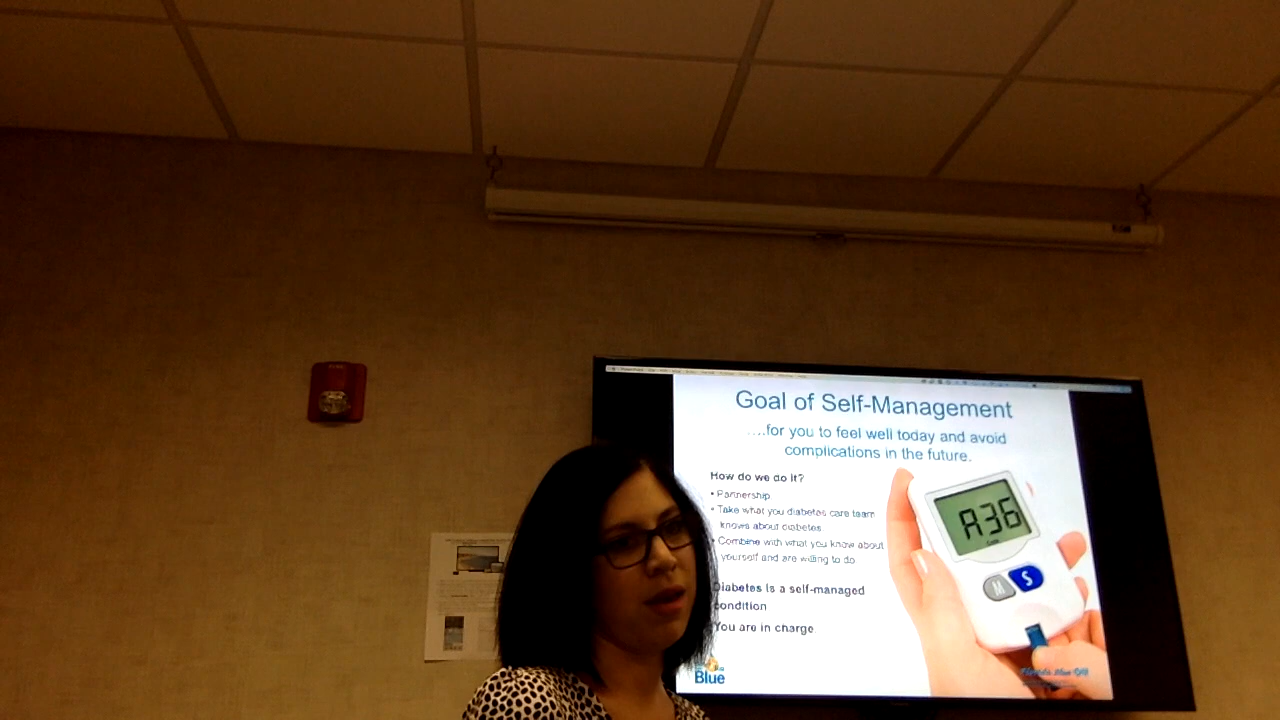 Goal of Self-Management
....for you to feel well today and avoid
complications in the future.
How do we do it?
• Partnership
• Take what you diabetes care team
knows about diabetes
• Combine with what you know about
yourself and are willing to do
Diabetes is a self-managed
condition
You are in charge
A36
M S
Blue